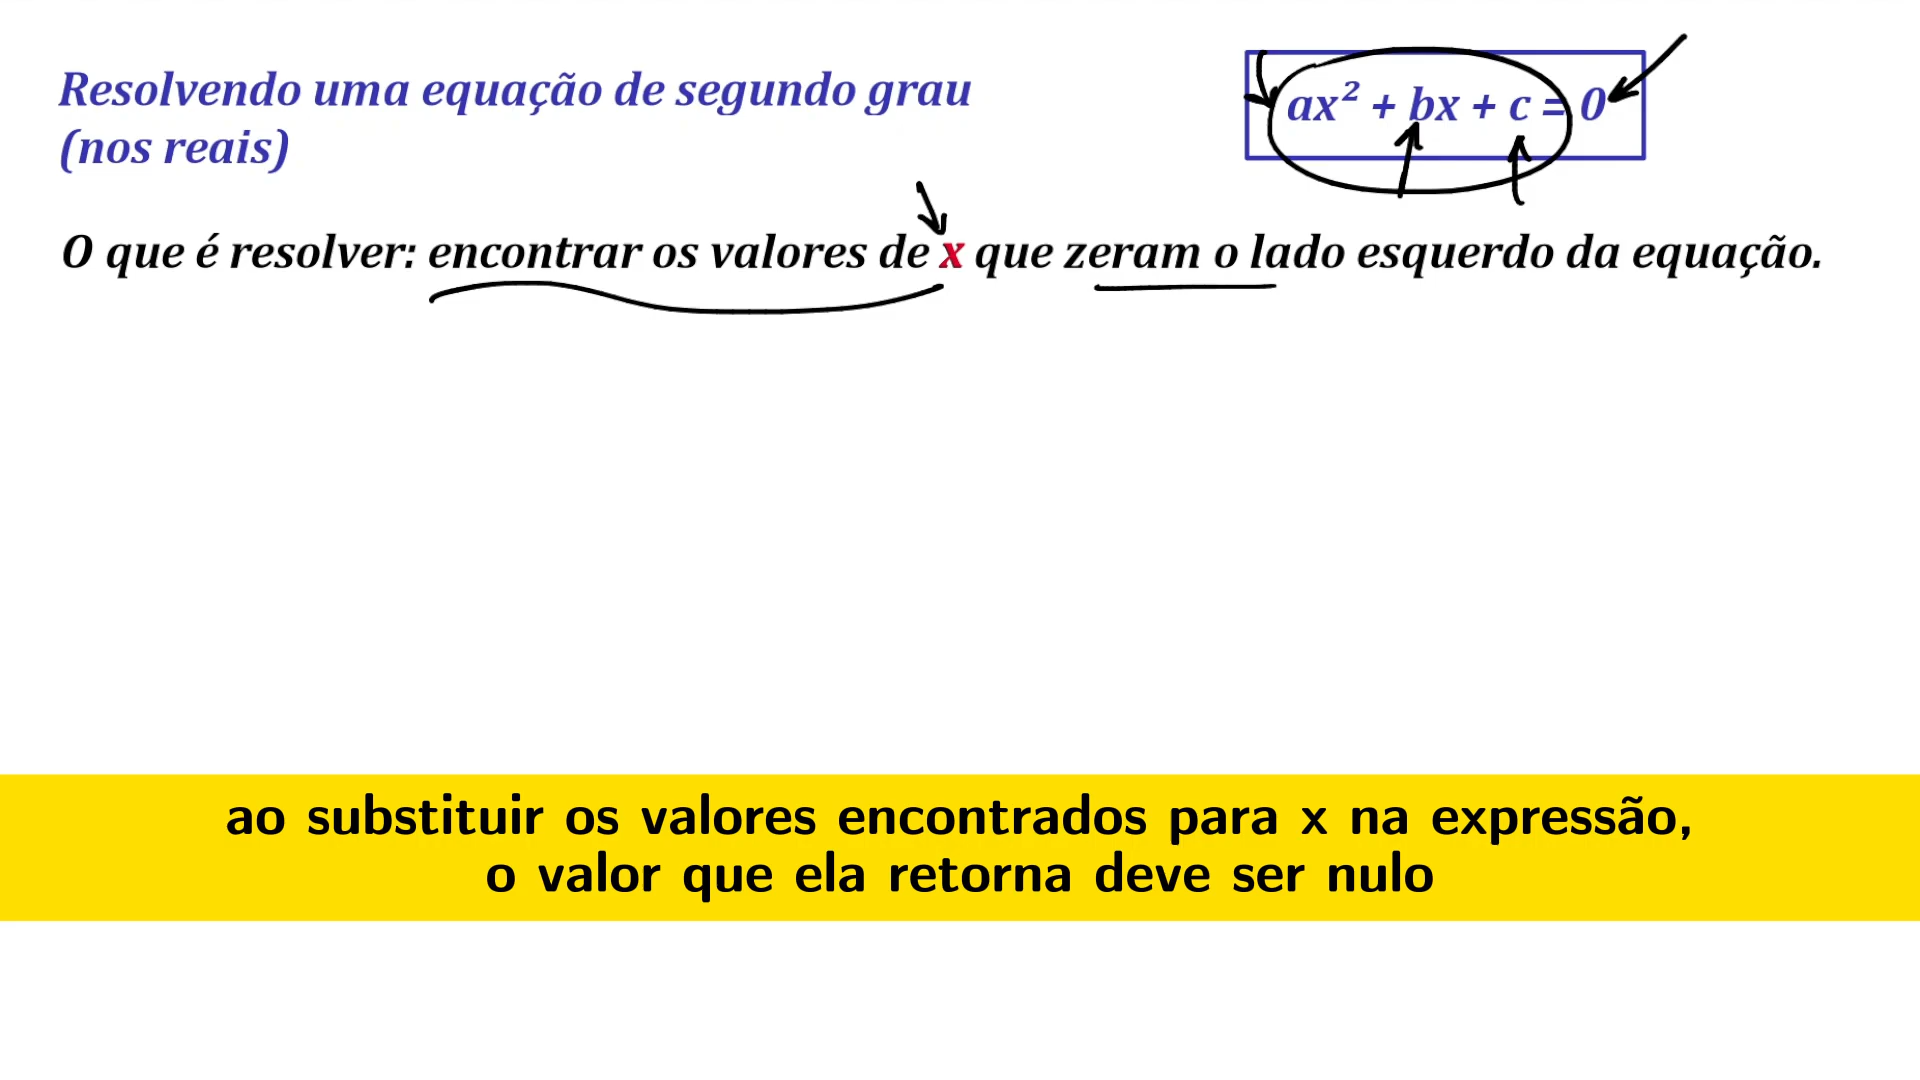 Resolvendo uma equação de segundo grau
(nos reais)
ax² + bx + c = 0
O que é resolver: encontrar os valores de x que zeram o lado esquerdo da equação.
ao substituir os valores encontrados para x na expressão,
o valor que ela retorna deve ser nulo